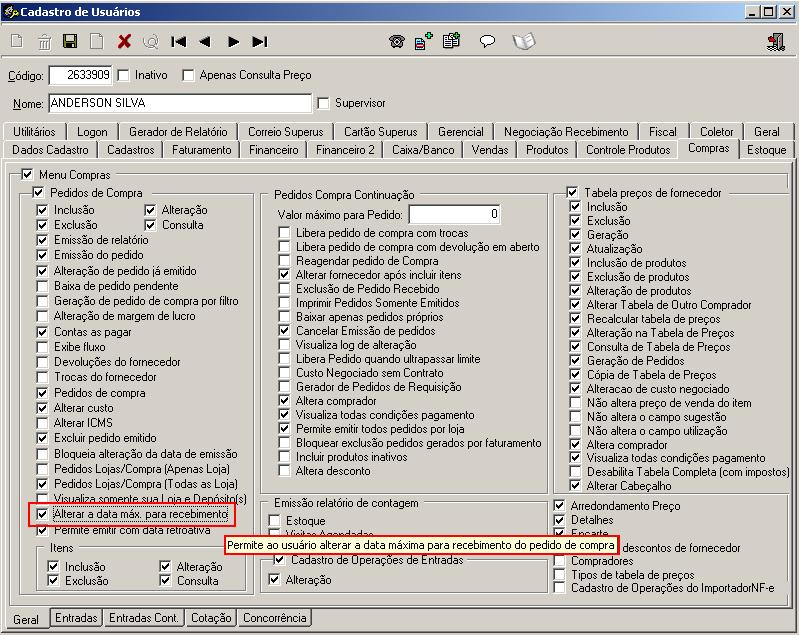 Cadastro de Usuários
Código: 2633909 Inativo Apenas Consulta Preço
Nome: ANDERSON SILVA Supervisor
Utilitários Logon Gerador de Relatório Correio Superus Cartão Superus Gerencial Negociação Recebimento Fiscal Coletor Geral
Dados Cadastro Cadastros Faturamento Financeiro Financeiro 2 Caixa/Banco Vendas Produtos Controle Produtos Compras Estoque
Menu Compras
Pedidos de Compra
Inclusão Alteração
Exclusão Consulta
Emissão de relatório
Emissão do pedido
Alteração de pedido já emitido
Baixa de pedido pendente
Geração de pedido de compra por filtro
Alteração de margem de lucro
Contas as pagar
Exibe fluxo
Devoluções do fornecedor
Trocas do fornecedor
Pedidos de compra
Alterar custo
Alterar ICMS
Excluir pedido emitido
Bloqueia alteração da data de emissão
Pedidos Lojas/Compra (Apenas Loja)
Pedidos Lojas/Compra (Todas as Loja)
Visualiza somente sua Loja e Depósito(s)
Alterar a data máx. para recebimento
Permite emitir com data retroativa
Itens
Inclusão Alteração
Exclusão Consulta
Pedidos Compra Continuação
Valor máximo para Pedido: 0
Libera pedido de compra com trocas
Libera pedido de compra com devolução em aberto
Reagendar pedido de Compra
Alterar fornecedor após incluir itens
Exclusão de Pedido Recebido
Imprimir Pedidos Somente Emitidos
Baixar apenas pedidos próprios
Cancelar Emissão de pedidos
Visualiza log de alteração
Libera Pedido quando ultrapassar limite
Custo Negociado sem Contrato
Gerador de Pedidos de Requisição
Altera comprador
Visualiza todas condições pagamento
Permite emitir todos pedidos por loja
Bloquear exclusão pedidos gerados por faturamento
Incluir produtos inativos
Altera desconto
Emissão relatório de contagem
Estoque
Visitas Agendadas
Permite ao usuário alterar a data máxima para recebimento do pedido de compra
Cadastro de Operações de Entradas
Alteração
Tabela preços de fornecedor
Inclusão
Exclusão
Geração
Atualização
Inclusão de produtos
Exclusão de produtos
Alteração de produtos
Alterar Tabela de Outro Comprador
Recalcular tabela de preços
Alteração na Tabela de Preços
Consulta de Tabela de Preços
Geração de Pedidos
Cópia de Tabela de Preços
Alteracao de custo negociado
Não altera preço de venda do item
Não altera o campo sugestão
Não altera o campo utilização
Altera comprador
Visualiza todas condições pagamento
Desabilita Tabela Completa (com impostos)
Alterar Cabeçalho
Arredondamento Preço
Detalhes
Encarte
descontos de fornecedor
Compradores
Tipos de tabela de preços
Cadastro de Operações do ImportadorNF-e
Geral Entradas Entradas Cont. Cotação Concorrência